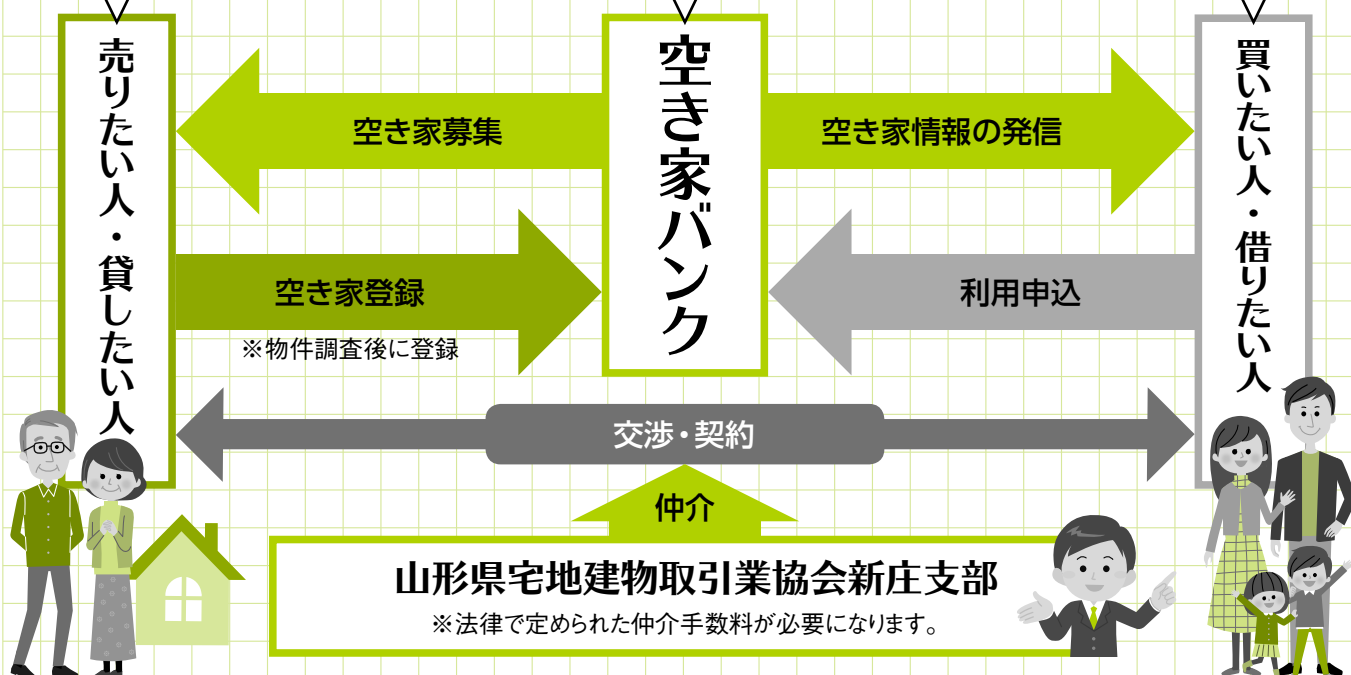 売りたい人・貸したい人
空き家バンク
買いたい人・借りたい人
空き家募集
空き家情報の発信
空き家登録
※物件調査後に登録
利用申込
交渉・契約
仲介
山形県宅地建物取引業協会新庄支部
※法律で定められた仲介手数料が必要になります。